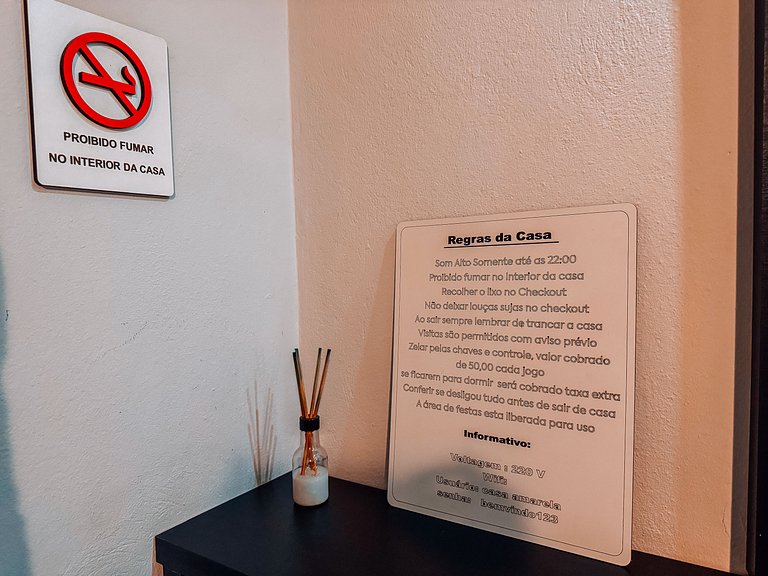 PROIBIDO FUMAR
NO INTERIOR DA CASA
Regras da Casa
Som Alto Somente até as 22:00
Proibido fumar no Interior da casa
Recolher o lixo no Checkout
Não deixar louças sujas no checkout
Ao sair sempre lembrar de trancar a casa
Visitas são permitidos com aviso prévio
Zelar pelas chaves e controle, valor cobrado
de 50,00 cada jogo
se ficarem para dormir será cobrado taxa extra
Conferir se desligou tudo antes de sair de casa
A área de festas esta liberada para uso
Informativo:
Voltagem : 220 V
Wifi:
Usuário: casa amarela
senha: bemvindo123